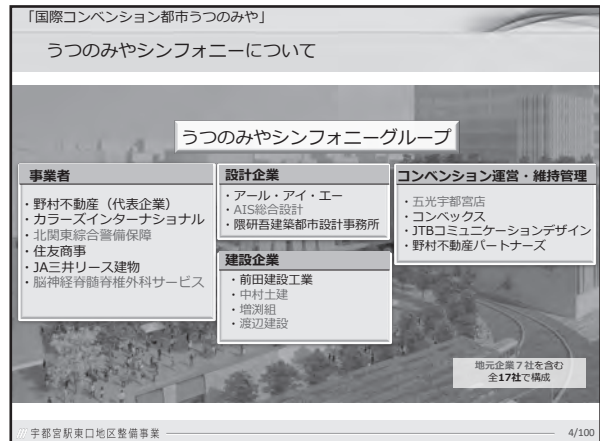 「国際コンベンション都市うつのみや」
うつのみやシンフォニーについて
うつのみやシンフォニーグループ
事業者
・野村不動産（代表企業）
・カラーズインターナショナル
・北関東綜合警備保障
・住友商事
・JA三井リース建物
・脳神経脊髄脊椎外科サービス
設計企業
・アール・アイ・エー
・AIS総合設計
・隈研吾建築都市設計事務所
建設企業
・前田建設工業
・中村土建
・増渕組
・渡辺建設
コンベンション運営・維持管理
・五光宇都宮店
・コンベックス
・JTBコミュニケーションデザイン
・野村不動産パートナーズ
地元企業７社を含む
全17社で構成
宇都宮駅東口地区整備事業
4/100